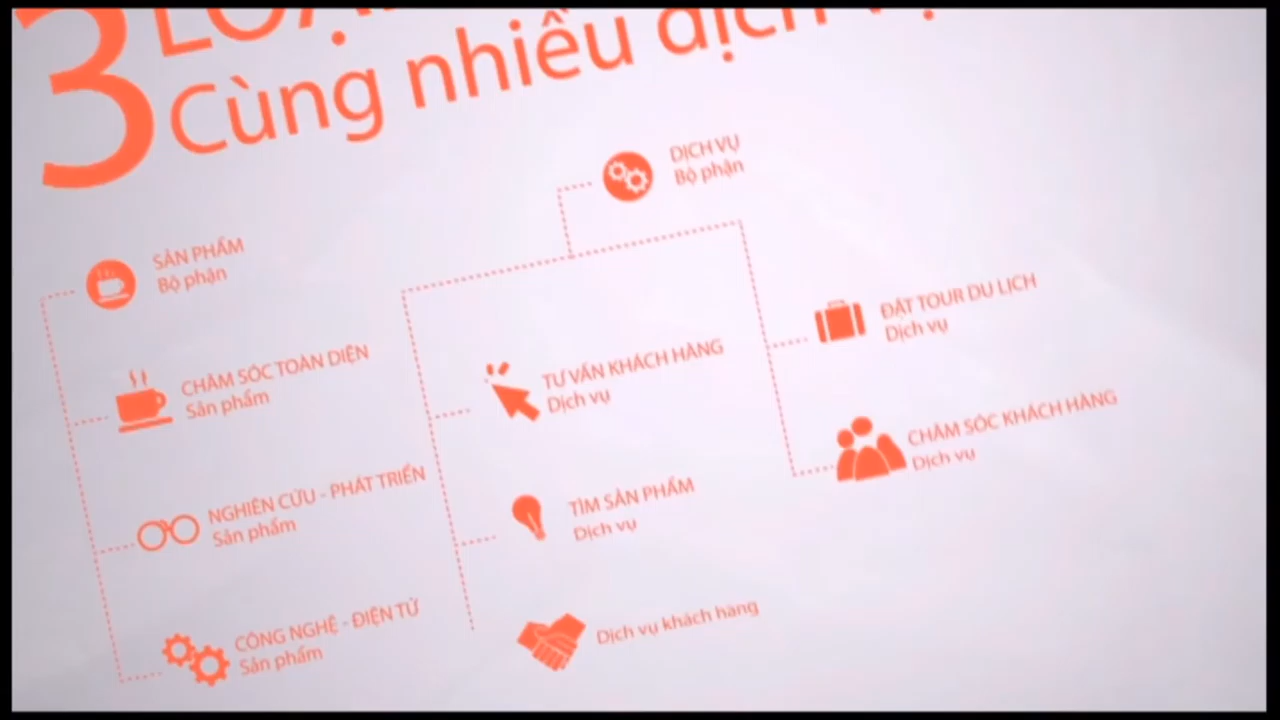 3
Cùng nhiều dịch
DỊCH VỤ
Bộ phận
SẢN PHẨM
Bộ phận
CHĂM SÓC TOÀN DIỆN
Sản phẩm
NGHIÊN CỨU - PHÁT TRIỂN
Sản phẩm
CÔNG NGHỆ - ĐIỆN TỬ
Sản phẩm
TƯ VẤN KHÁCH HÀNG
Dịch vụ
TÌM SẢN PHẨM
Dịch vụ
Dịch vụ khách hàng
ĐẶT TOUR DU LỊCH
Dịch vụ
CHĂM SÓC KHÁCH HÀNG
Dịch vụ